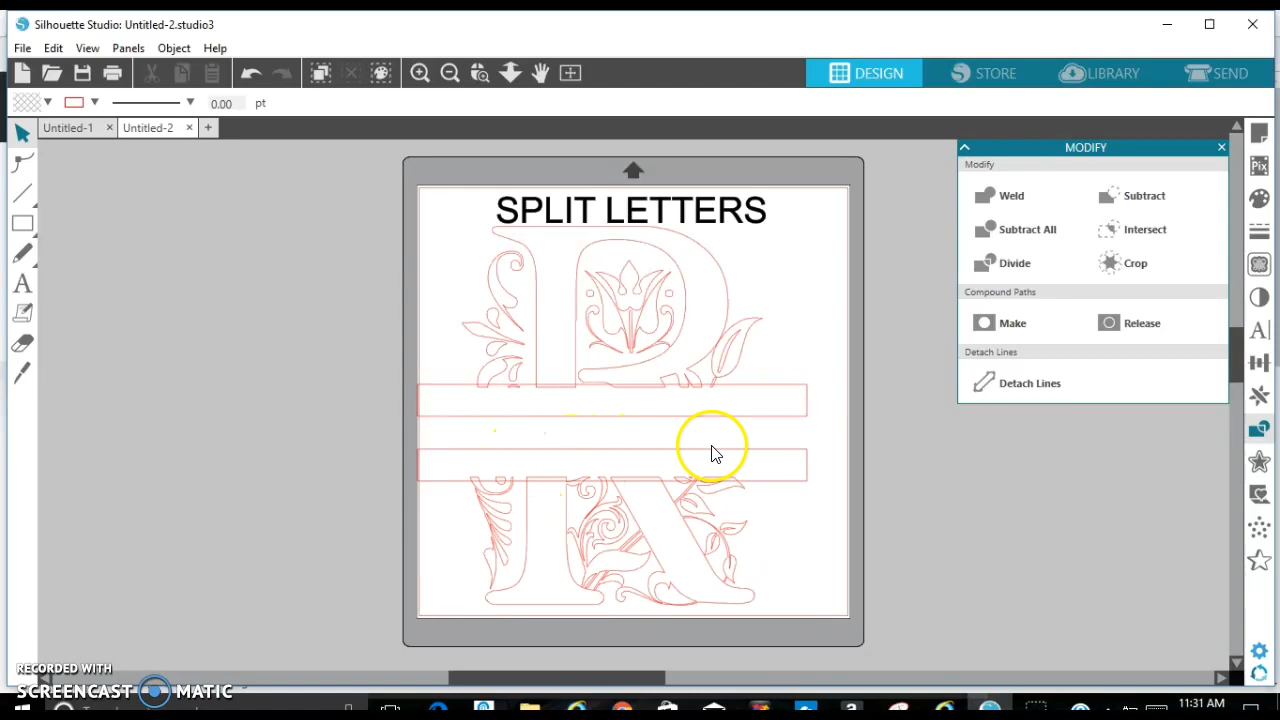 Silhouette Studio: Untitled-2.studio3
File Edit View Panels Object Help
DESIGN STORE LIBRARY SEND
0.00 pt
Untitled-1 × Untitled-2 × +
MODIFY
Modify
Weld Subtract
Subtract All Intersect
Divide Crop
Compound Paths
Make Release
Detach Lines
Detach Lines
SPLIT LETTERS
Pix
A
A
RECORDED WITH
SCREENCAST MATIC
11:31 AM